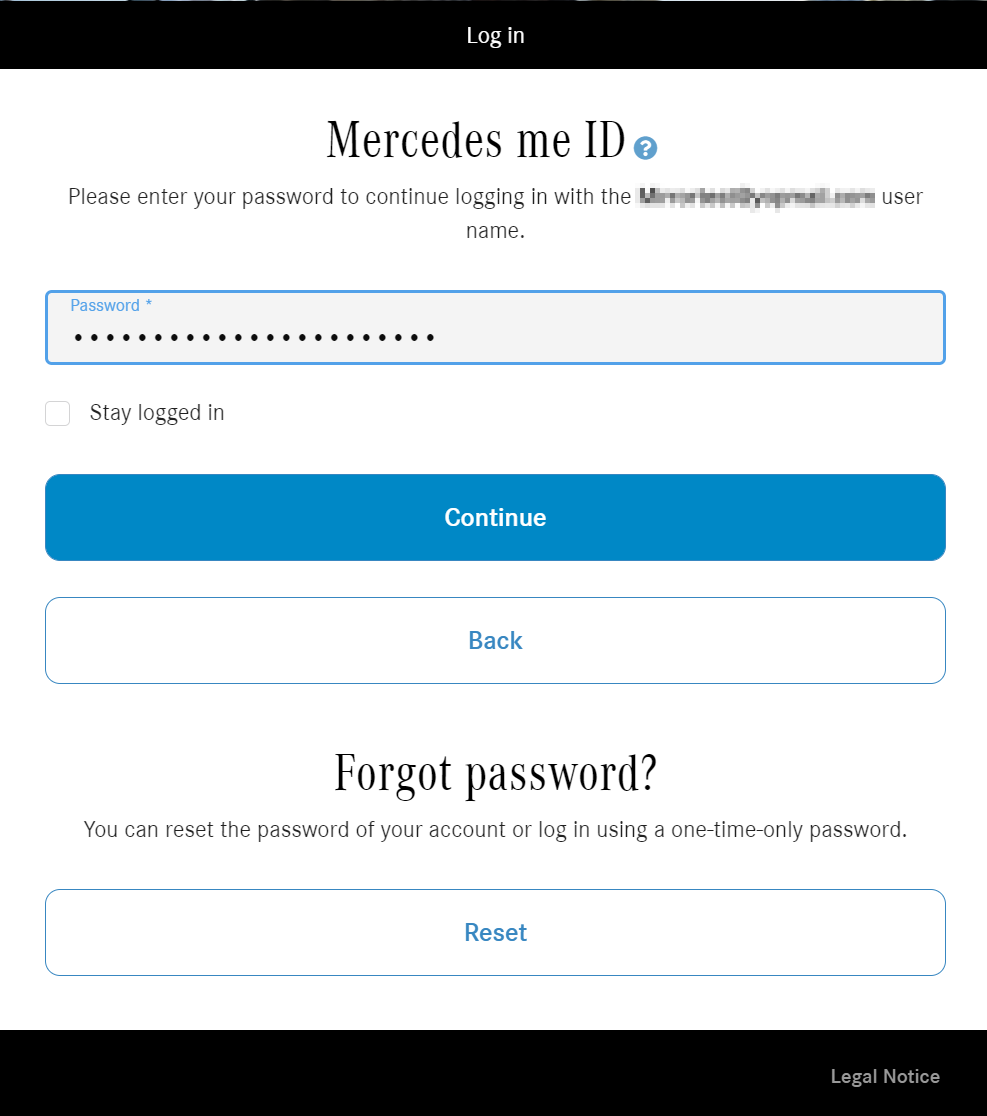 Log in
Mercedes me ID ?
Please enter your password to continue logging in with the user
name.
Password *
•••••••••••••••••••••••
Stay logged in
Continue
Back
Forgot password?
You can reset the password of your account or log in using a one-time-only password.
Reset
Legal Notice